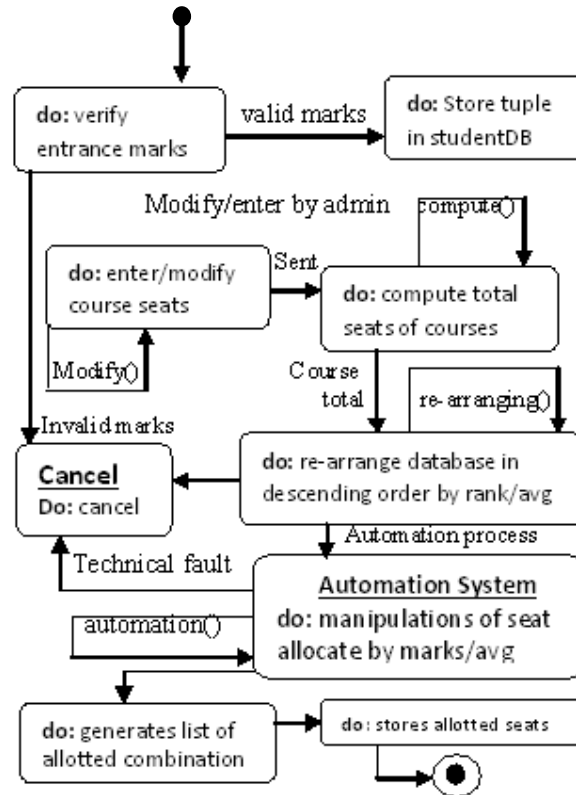 do: verify
entrance marks
valid marks
do: Store tuple
in studentDB
Modify/enter by admin
compute()
do: enter/modify
course seats
Sent
do: compute total
seats of courses
Modify()
Course
total
re-arranging()
Invalid marks
Cancel
Do: cancel
do: re-arrange database in
descending order by rank/avg
Automation process
Technical fault
Automation System
do: manipulations of seat
allocate by marks/avg
automation()
do: generates list of
allotted combination
do: stores allotted seats